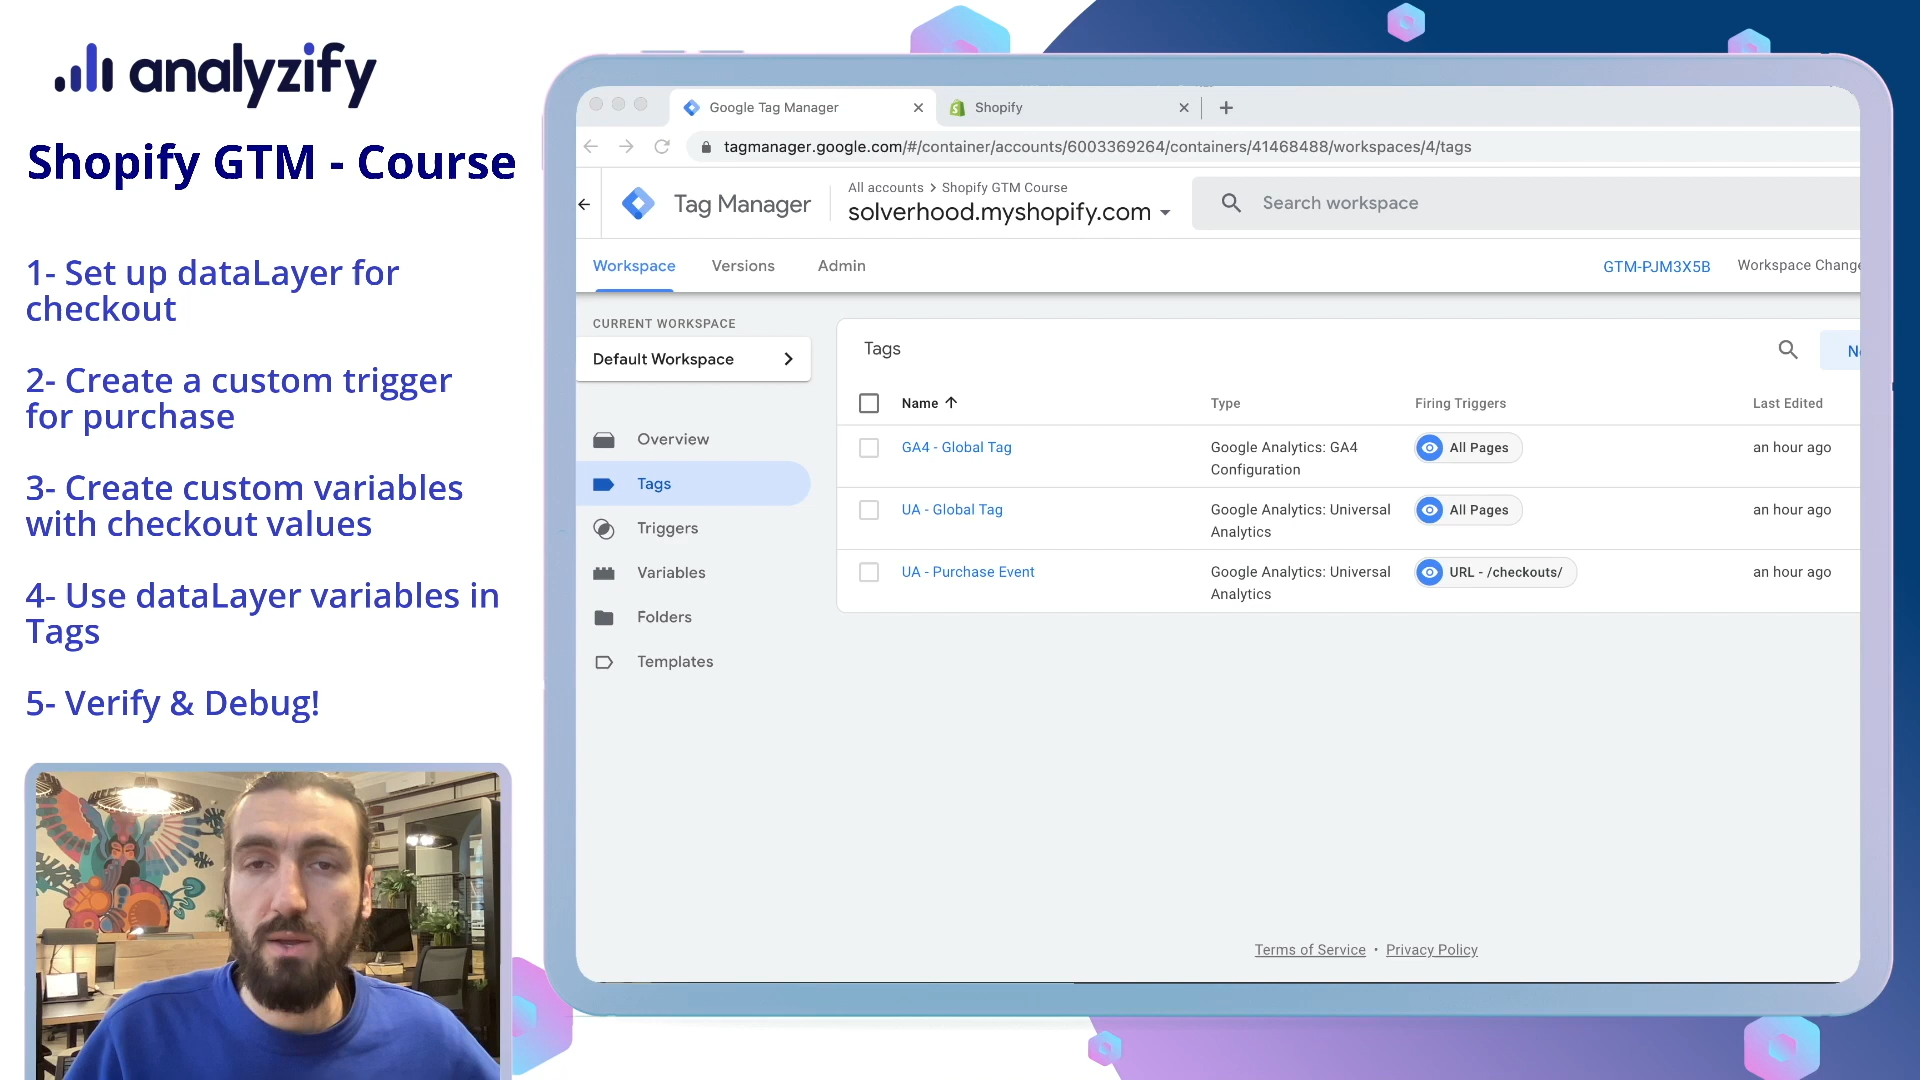 analyzify
Shopify GTM - Course
1- Set up dataLayer for
checkout
2- Create a custom trigger
for purchase
3- Create custom variables
with checkout values
4- Use dataLayer variables in
Tags
5- Verify & Debug!
Google Tag Manager
Shopify
tagmanager.google.com/#/container/accounts/6003369264/containers/41468488/workspaces/4/tags
Tag Manager
All accounts > Shopify GTM Course
solverhood.myshopify.com
Search workspace
Workspace
Versions
Admin
GTM-PJM3X5B
Workspace Change
CURRENT WORKSPACE
Default Workspace
Overview
Tags
Triggers
Variables
Folders
Templates
Tags
Name
Type
Firing Triggers
Last Edited
GA4 - Global Tag
Google Analytics: GA4
Configuration
All Pages
an hour ago
UA - Global Tag
Google Analytics: Universal
Analytics
All Pages
an hour ago
UA - Purchase Event
Google Analytics: Universal
Analytics
URL - /checkouts/
an hour ago
Terms of Service • Privacy Policy